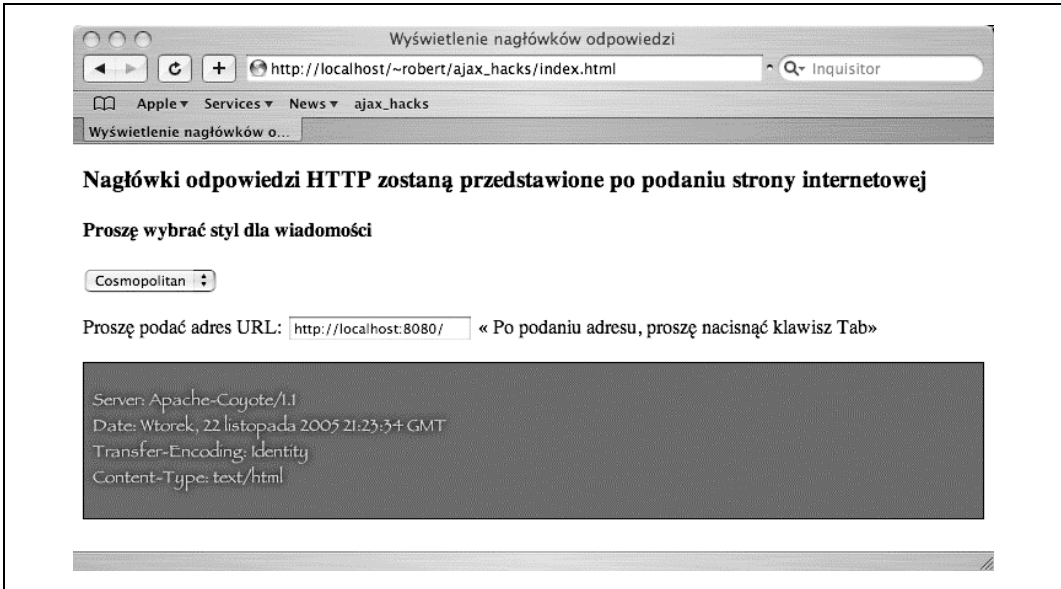 Wyświetlenie nagłówków odpowiedzi
http://localhost/~robert/ajax_hacks/index.html
Inquisitor
Apple Services News ajax_hacks
Wyświetlenie nagłówków o...
Nagłówki odpowiedzi HTTP zostaną przedstawione po podaniu strony internetowej
Proszę wybrać styl dla wiadomości
Cosmopolitan
Proszę podać adres URL: http://localhost:8080/ « Po podaniu adresu, proszę nacisnąć klawisz Tab»
Server: Apache-Coyote/1.1
Date: Wtorek, 22 listopada 2005 21:23:34 GMT
Transfer-Encoding: Identity
Content-Type: text/html